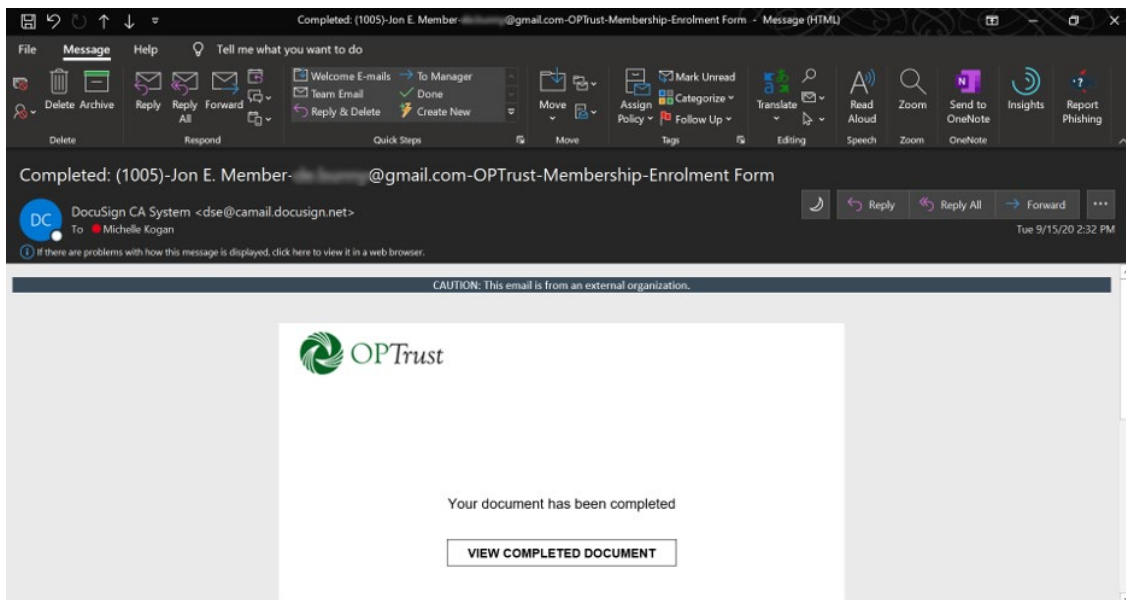 Completed: (1005)-Jon E. Member- @gmail.com-OPTrust-Membership-Enrolment Form - Message (HTML)
File Message Help Tell me what you want to do
Delete Archive
Reply
Reply All
Forward
Delete
Respond
Welcome E-mails
To Manager
Team Email
Done
Reply & Delete
Create New
Quick Steps
Move
Move
Assign Policy
Mark Unread
Categorize
Follow Up
Tags
Translate
Editing
Read Aloud
Speech
Zoom
Zoom
Send to OneNote
OneNote
Insights
Report Phishing
Completed: (1005)-Jon E. Member- @gmail.com-OPTrust-Membership-Enrolment Form
DC
DocuSign CA System <dse@camail.docusign.net>
To Michelle Kogan
Reply Reply All Forward
Tue 9/15/20 2:32 PM
If there are problems with how this message is displayed, click here to view it in a web browser.
CAUTION: This email is from an external organization.
OPTrust
Your document has been completed
VIEW COMPLETED DOCUMENT